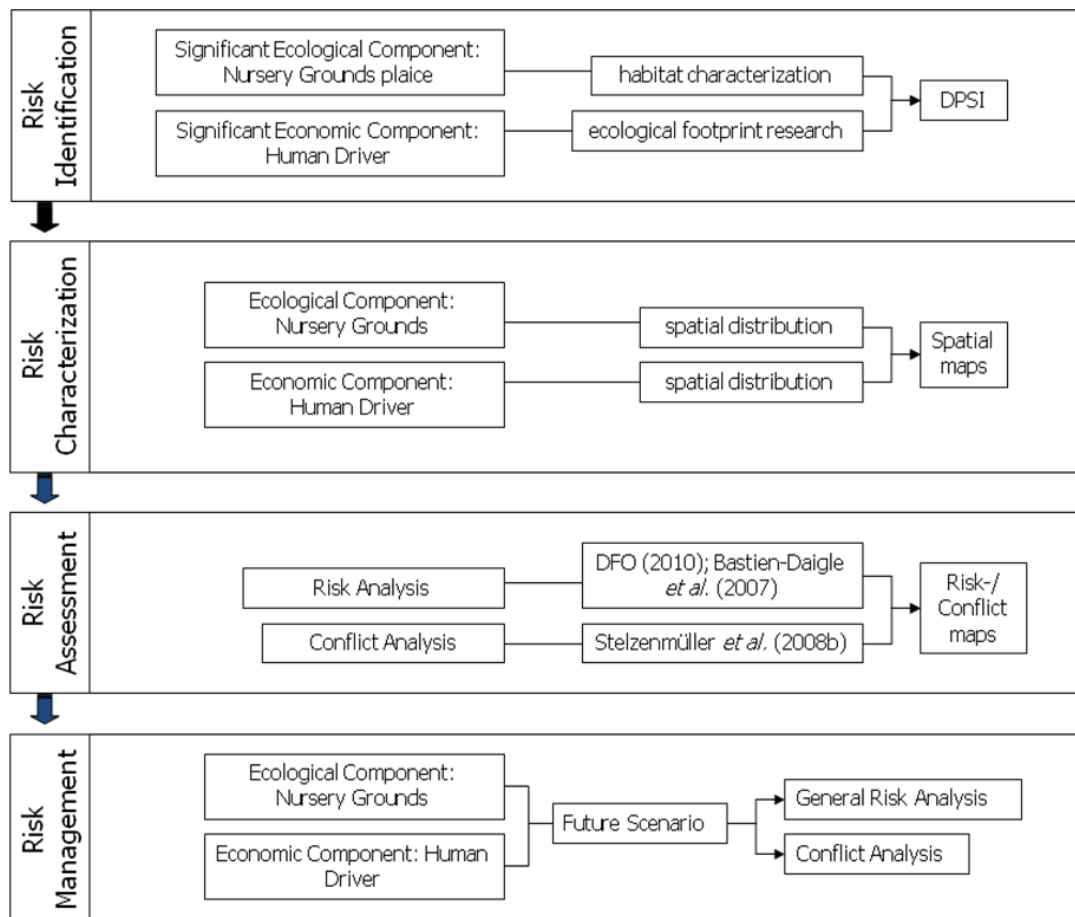 Risk
Identification
Significant Ecological Component:
Nursery Grounds plaice
habitat characterization
DPSI
Significant Economic Component:
Human Driver
ecological footprint research
Risk
Characterization
Ecological Component:
Nursery Grounds
spatial distribution
Spatial
maps
Economic Component:
Human Driver
spatial distribution
Risk
Assessment
Risk Analysis
DFO (2010); Bastien-Daigle
et al. (2007)
Risk-/
Conflict
maps
Conflict Analysis
Stelzenmüller et al. (2008b)
Risk
Management
Ecological Component:
Nursery Grounds
Economic Component: Human
Driver
Future Scenario
General Risk Analysis
Conflict Analysis